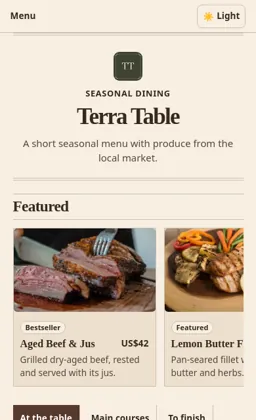 Menu
☀️ Light
TT
SEASONAL DINING
Terra Table
A short seasonal menu with produce from the
local market.
Featured
Bestseller
Aged Beef & Jus US$42
Grilled dry-aged beef, rested
and served with its jus.
Featured
Lemon Butter F
Pan-seared fillet
butter and herbs.
At the table
Main courses
To finish